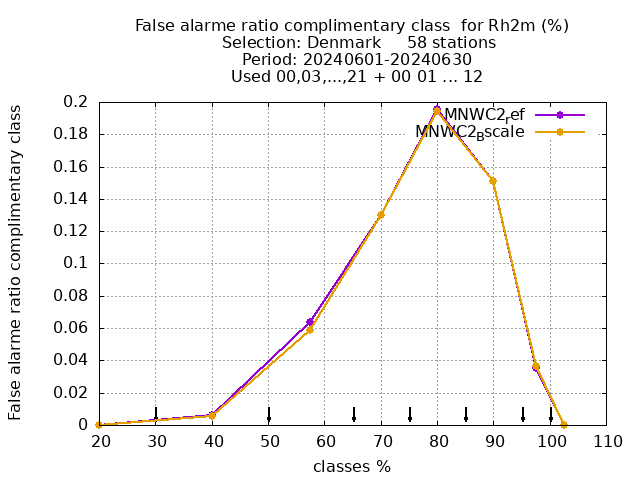 False alarme ratio complimentary class  for Rh2m (%)
Selection: Denmark     58 stations
Period: 20240601-20240630
Used 00,03,...,21 + 00 01 ... 12
MNWC2ref
MNWC2Bscale
False alarme ratio complimentary class
0.2
0.18
0.16
0.14
0.12
0.1
0.08
0.06
0.04
0.02
0
20 30 40 50 60 70 80 90 100 110
classes %